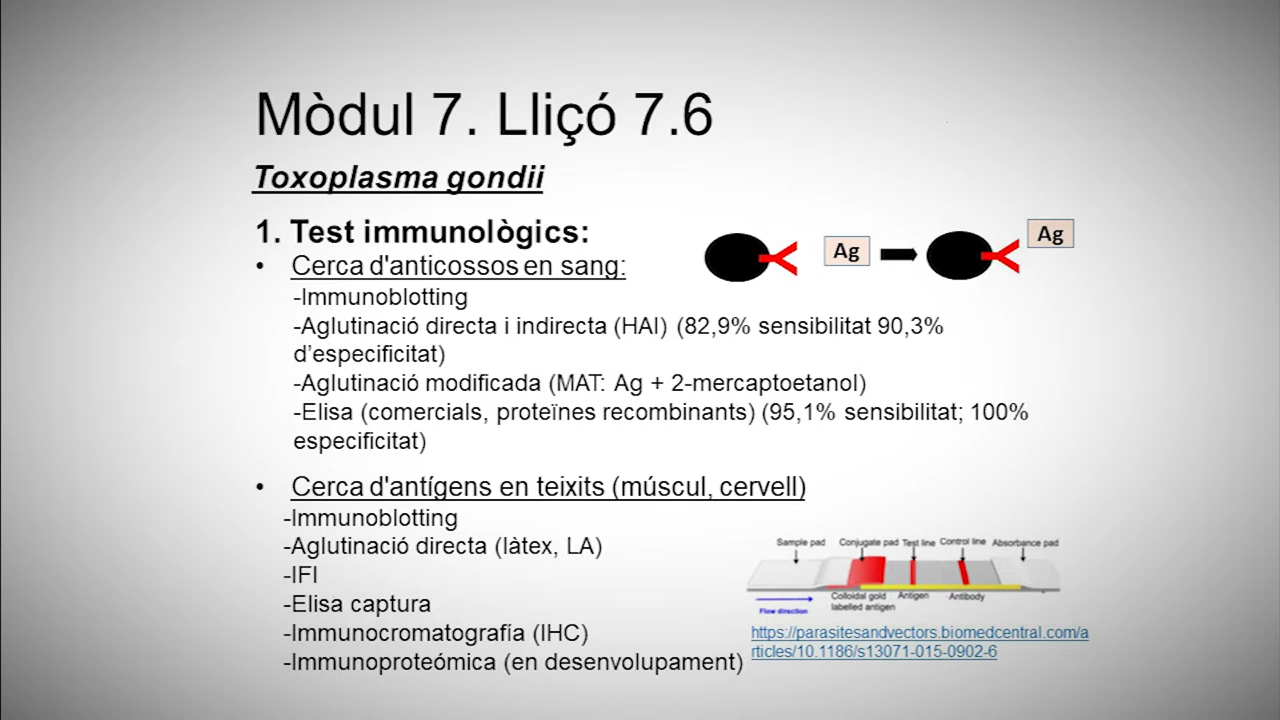 Mòdul 7. Lliçó 7.6
Toxoplasma gondii
1. Test immunològics:
• Cerca d'anticossos en sang:
-Immunoblotting
-Aglutinació directa i indirecta (HAI) (82,9% sensibilitat 90,3%
d’especificitat)
-Aglutinació modificada (MAT: Ag + 2-mercaptoetanol)
-Elisa (comercials, proteïnes recombinants) (95,1% sensibilitat; 100%
especificitat)
Ag
Ag
• Cerca d'antígens en teixits (múscul, cervell)
-Immunoblotting
-Aglutinació directa (làtex, LA)
-IFI
-Elisa captura
-Immunocromatografía (IHC)
-Immunoproteómica (en desenvolupament)
Sample pad Conjugate pad Test line Control line Absorbance pad
Colloidal gold
labelled antigen
Antigen
Antibody
Flow direction
https://parasitesandvectors.biomedcentral.com/a
rticles/10.1186/s13071-015-0902-6